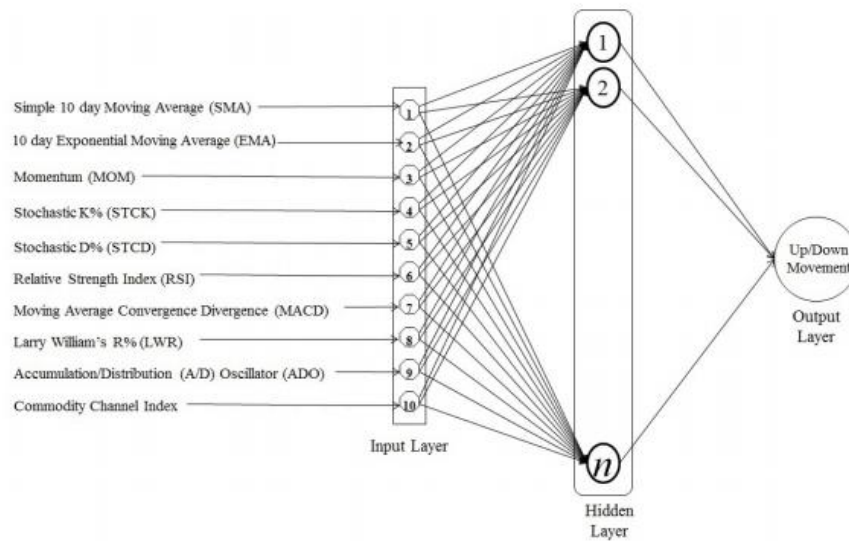 Simple 10 day Moving Average (SMA)
10 day Exponential Moving Average (EMA)
Momentum (MOM)
Stochastic K% (STCK)
Stochastic D% (STCD)
Relative Strength Index (RSI)
Moving Average Convergence Divergence (MACD)
Larry William's R% (LWR)
Accumulation/Distribution (A/D) Oscillator (ADO)
Commodity Channel Index
1
2
3
4
5
6
7
8
9
10
Input Layer
1
2
n
Hidden
Layer
Up/Down
Movement
Output
Layer